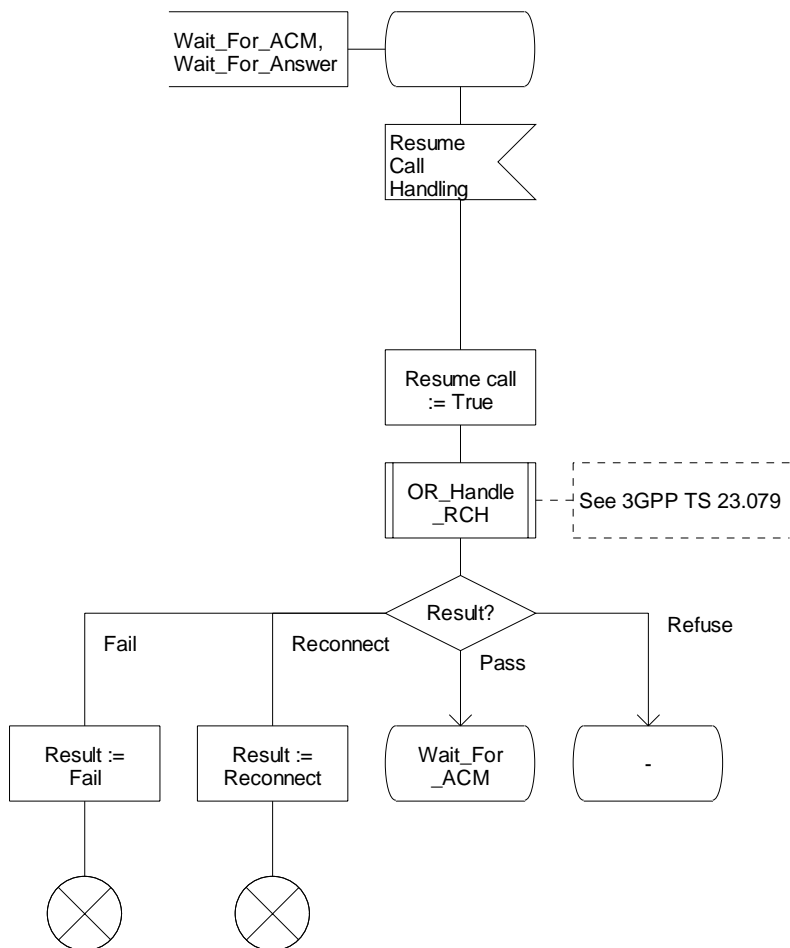 Wait_For_ACM,
Wait_For_Answer
Resume
Call
Handling
Resume call
:= True
OR_Handle
_RCH
See 3GPP TS 23.079
Result?
Fail
Reconnect
Pass
Refuse
Result :=
Fail
Result :=
Reconnect
Wait_For
_ACM
-